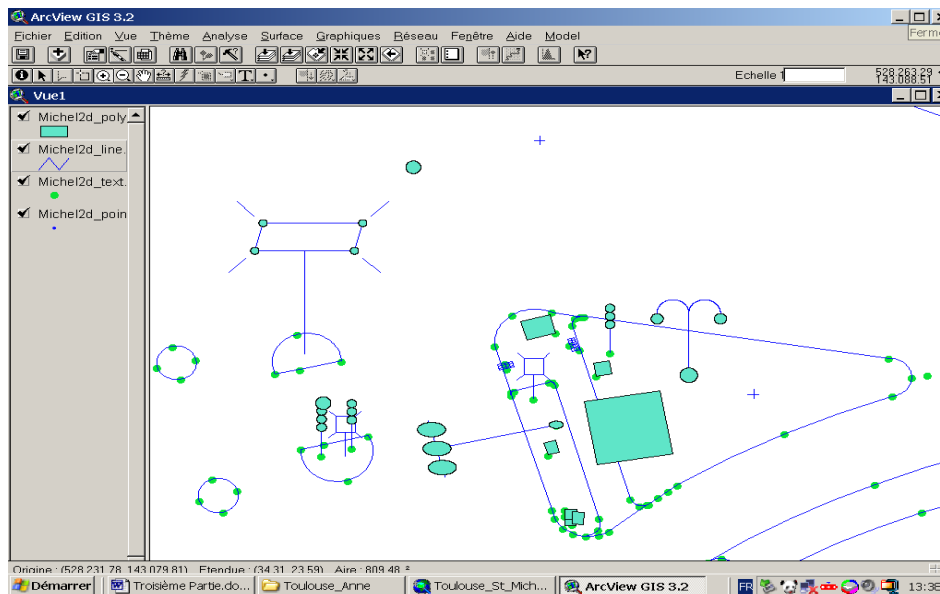 ArcView GIS 3.2
Fichier Edition Vue Thème Analyse Surface Graphiques Réseau Fenêtre Aide Model
Ferme
Echelle 1
528.263.29
143.088.51
Vue1
Michel2d_poly
Michel2d_line.
Michel2d_text.
Michel2d_poin
Origine : (528 231.78, 143 079.81) Etendue : (34.31, 23.59) Aire : 809.48 ²
Démarrer Troisième Partie.do... Toulouse_Anne Toulouse_St_Mich... ArcView GIS 3.2 FR 13:36